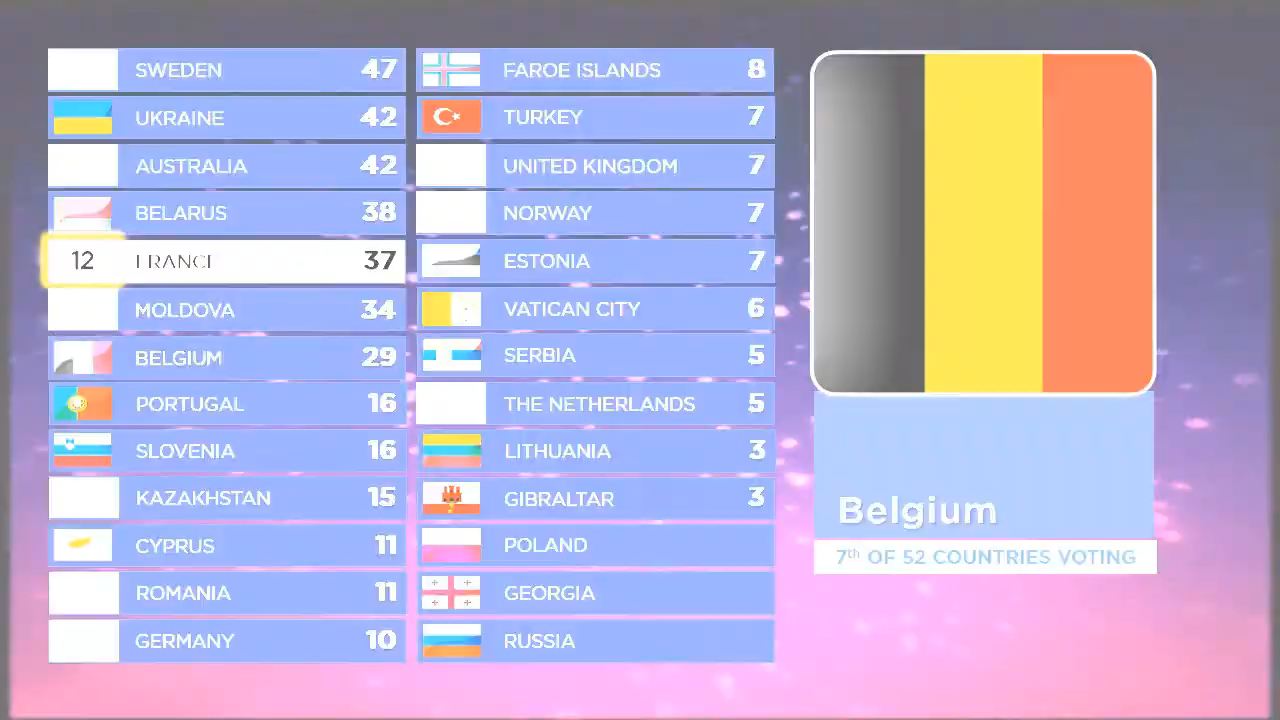 SWEDEN 47
UKRAINE 42
AUSTRALIA 42
BELARUS 38
12 FRANCE 37
MOLDOVA 34
BELGIUM 29
PORTUGAL 16
SLOVENIA 16
KAZAKHSTAN 15
CYPRUS 11
ROMANIA 11
GERMANY 10
FAROE ISLANDS 8
TURKEY 7
UNITED KINGDOM 7
NORWAY 7
ESTONIA 7
VATICAN CITY 6
SERBIA 5
THE NETHERLANDS 5
LITHUANIA 3
GIBRALTAR 3
POLAND
GEORGIA
RUSSIA
Belgium
7th OF 52 COUNTRIES VOTING